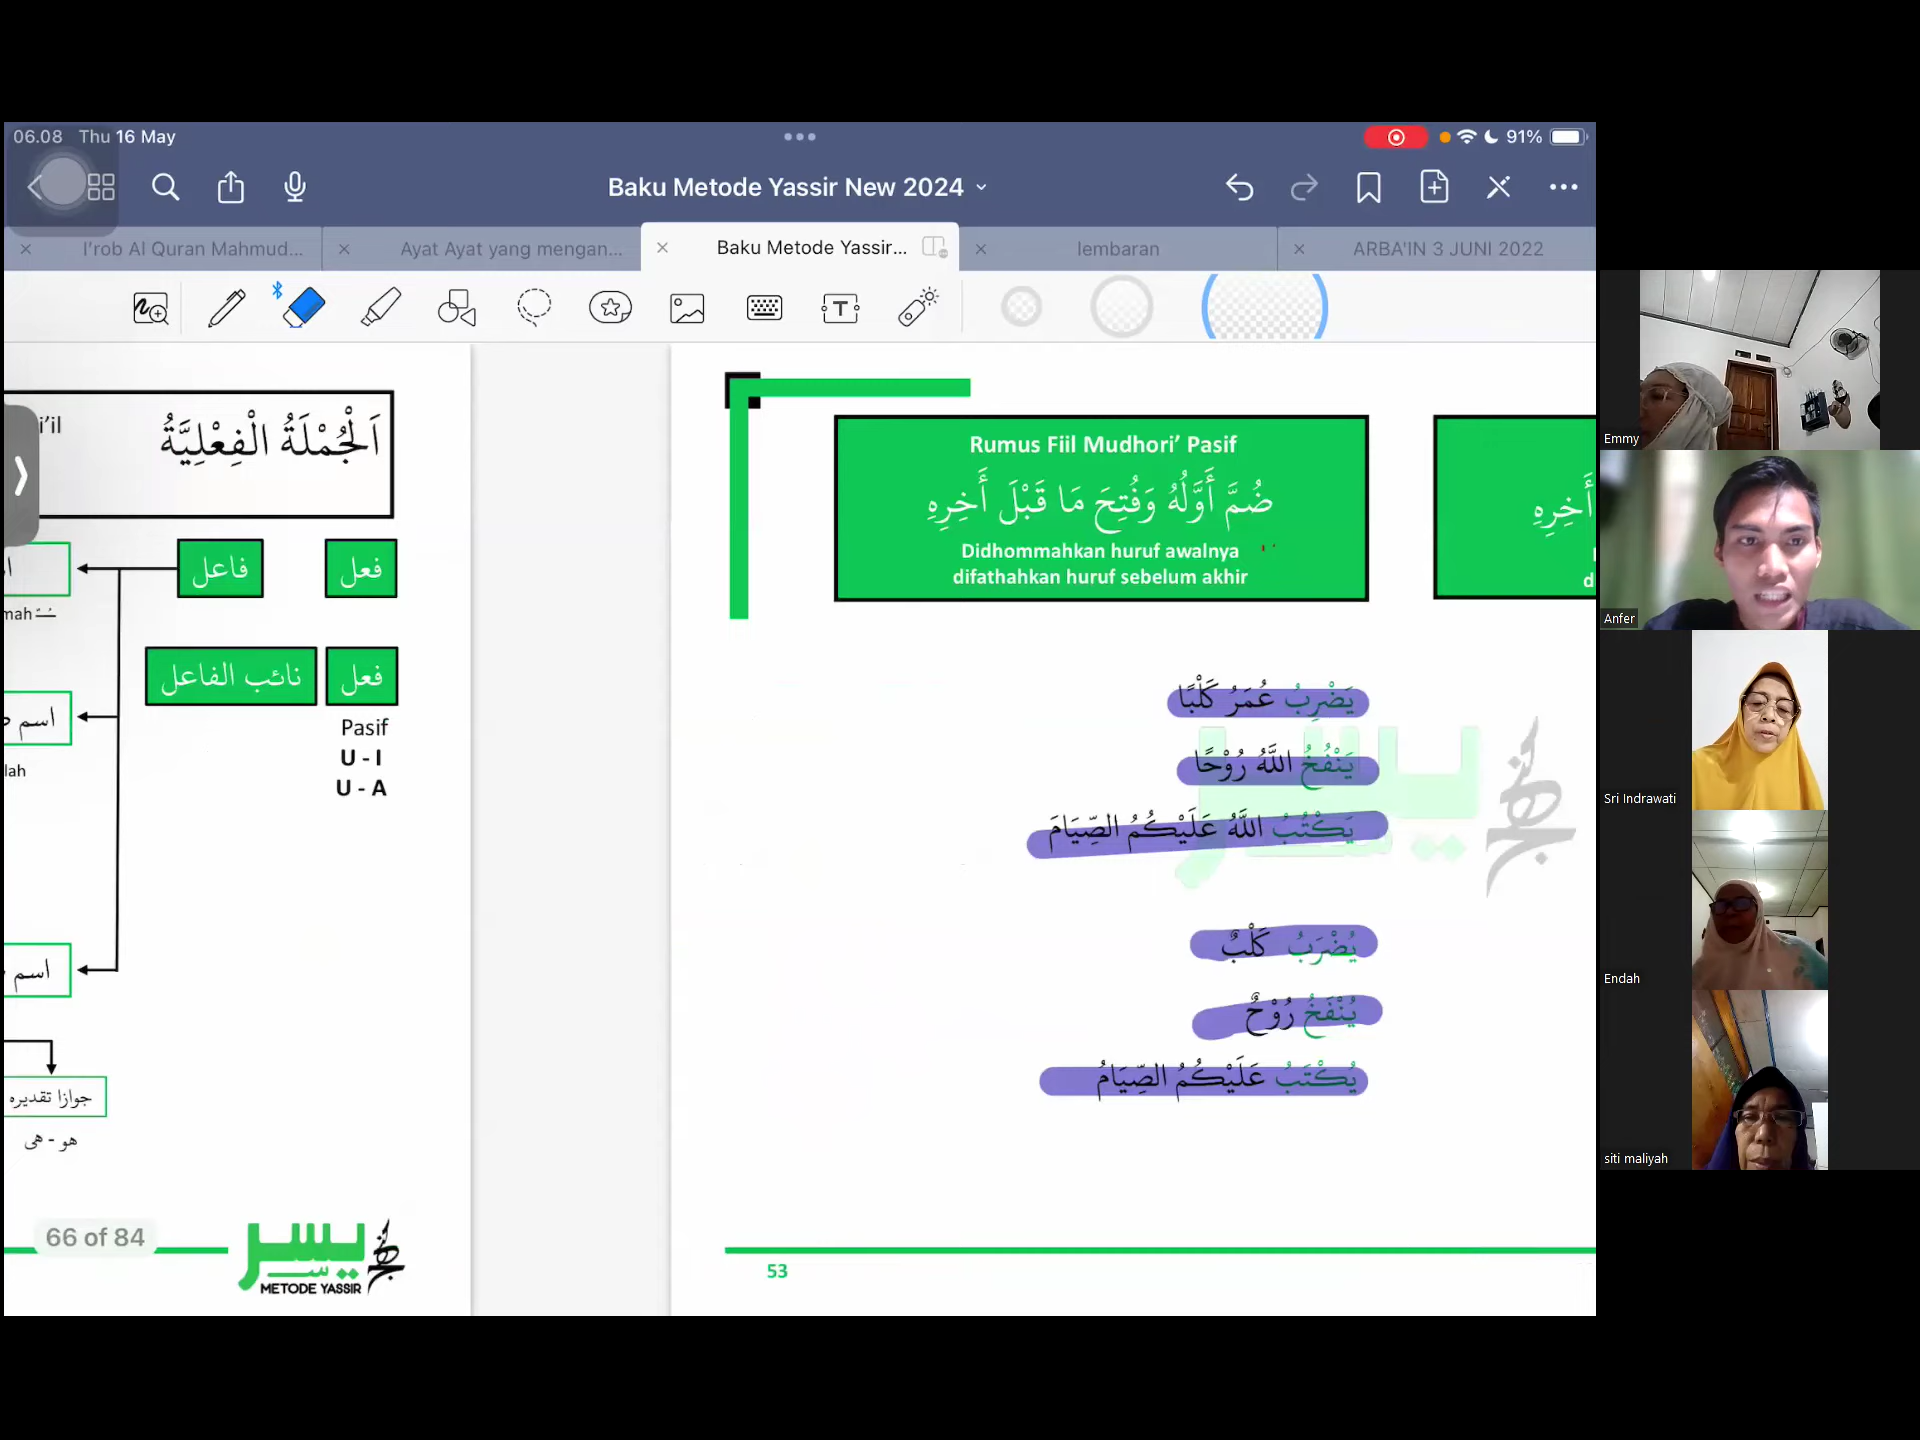 06.08 Thu 16 May
91%
Baku Metode Yassir New 2024
I'rob Al Quran Mahmud...
Ayat Ayat yang mengan...
Baku Metode Yassir...
lembaran
ARBA'IN 3 JUNI 2022
i'il
اَلْجُمْلَةُ الْفِعْلِيَّةُ
فعل
فاعل
mah
فعل
نائب الفاعل
اسم
Pasif
U - I
U - A
lah
اسم
جوازا تقديره
هو - هى
66 of 84
يسر
METODE YASSIR
Rumus Fiil Mudhori' Pasif
ضُمَّ أَوَّلُهُ وَفُتِحَ مَا قَبْلَ أَخِرِهِ
Didhommahkan huruf awalnya
difathahkan huruf sebelum akhir
أَخِرِهِ
d
يَضْرِبُ عُمَرُ كَلْبًا
يَنْفُخُ اللَّهُ رُوْحًا
يَكْتُبُ اللَّهُ عَلَيْكُمُ الصِّيَامَ
يُضْرَبُ كَلْبٌ
يُنْفَخُ رُوْحٌ
يُكْتَبُ عَلَيْكُمُ الصِّيَامُ
53
Emmy
Anfer
Sri Indrawati
Endah
siti maliyah